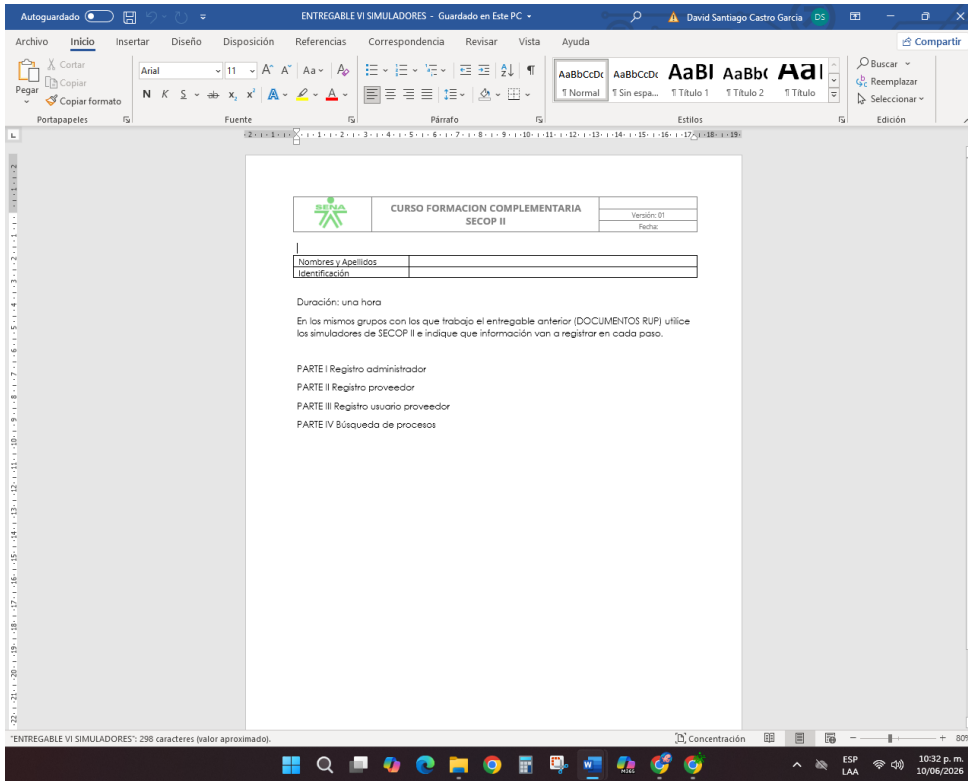 Autoguardado
ENTREGABLE VI SIMULADORES - Guardado en Este PC
David Santiago Castro Garcia
DS
Archivo Inicio Insertar Diseño Disposición Referencias Correspondencia Revisar Vista Ayuda
Compartir
Pegar
Cortar
Copiar
Copiar formato
Portapapeles
Arial
11
Aa
N K S ab x₂ x² A A
Fuente
Párrafo
AaBbCcDc AaBbCcDc AaBI AaBb( AaI
¶ Normal ¶ Sin espa... ¶ Título 1 ¶ Título 2 ¶ Título
Estilos
Buscar
Reemplazar
Seleccionar
Edición
SENA
CURSO FORMACION COMPLEMENTARIA
SECOP II
Versión: 01
Fecha:
Nombres y Apellidos
Identificación
Duración: una hora
En los mismos grupos con los que trabajo el entregable anterior (DOCUMENTOS RUP) utilice
los simuladores de SECOP II e indique que información van a registrar en cada paso.
PARTE I Registro administrador
PARTE II Registro proveedor
PARTE III Registro usuario proveedor
PARTE IV Búsqueda de procesos
"ENTREGABLE VI SIMULADORES": 298 caracteres (valor aproximado).
Concentración
80%
ESP
LAA
10:32 p. m.
10/06/2026